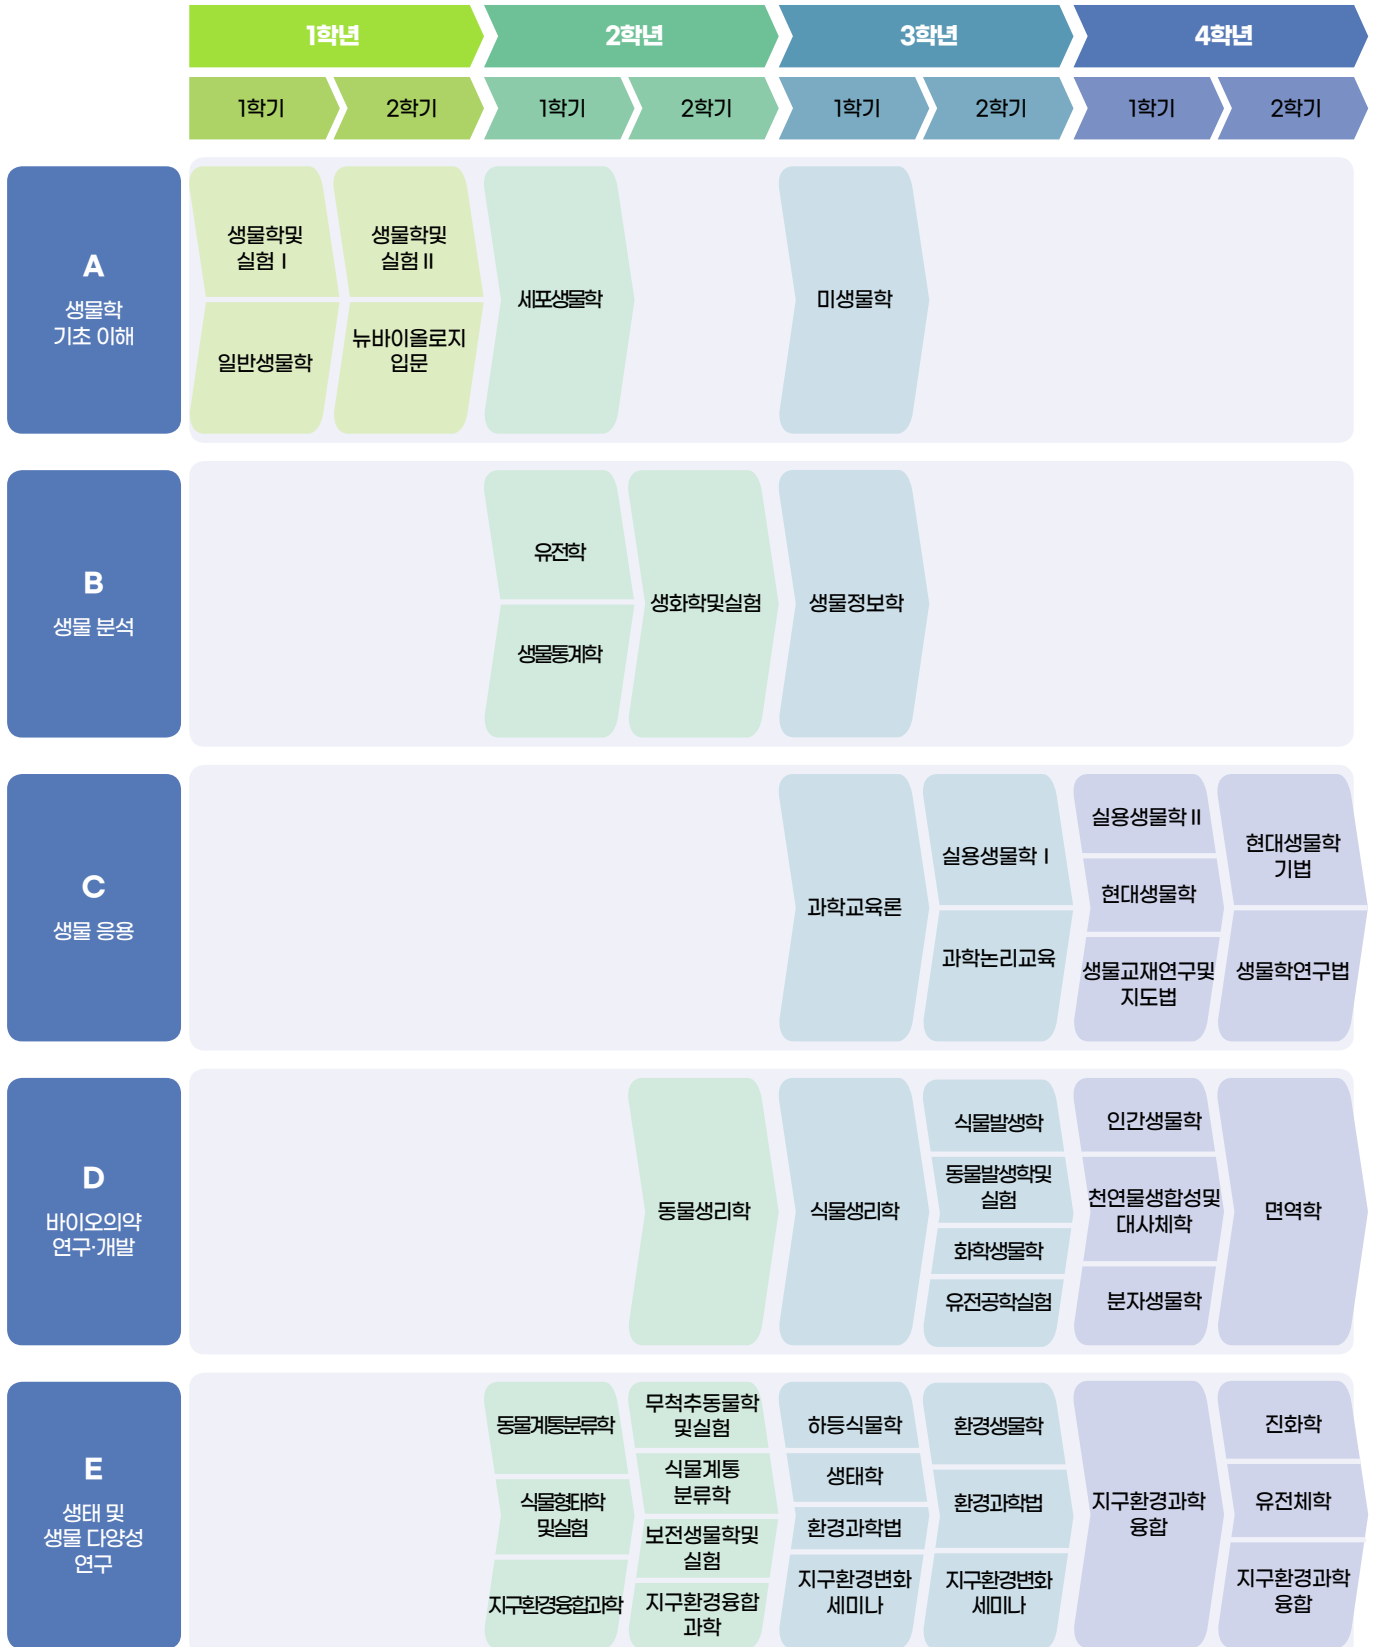 1학년
2학년
3학년
4학년
1학기
2학기
1학기
2학기
1학기
2학기
1학기
2학기
A
생물학
기초 이해
생물학및
실험 Ⅰ
일반생물학
생물학및
실험 Ⅱ
뉴바이올로지
입문
세포생물학
미생물학
B
생물 분석
유전학
생물통계학
생화학및실험
생물정보학
C
생물 응용
과학교육론
실용생물학 Ⅰ
과학논리교육
실용생물학 Ⅱ
현대생물학
생물교재연구및
지도법
현대생물학
기법
생물학연구법
D
바이오의약
연구·개발
동물생리학
식물생리학
식물발생학
동물발생학및
실험
화학생물학
유전공학실험
인간생물학
천연물생합성및
대사체학
분자생물학
면역학
E
생태 및
생물 다양성
연구
동물계통분류학
식물형태학
및실험
지구환경융합과학
무척추동물학
및실험
식물계통
분류학
보전생물학및
실험
지구환경융합
과학
하등식물학
생태학
환경과학법
지구환경변화
세미나
환경생물학
환경과학법
지구환경변화
세미나
지구환경과학
융합
진화학
유전체학
지구환경과학
융합